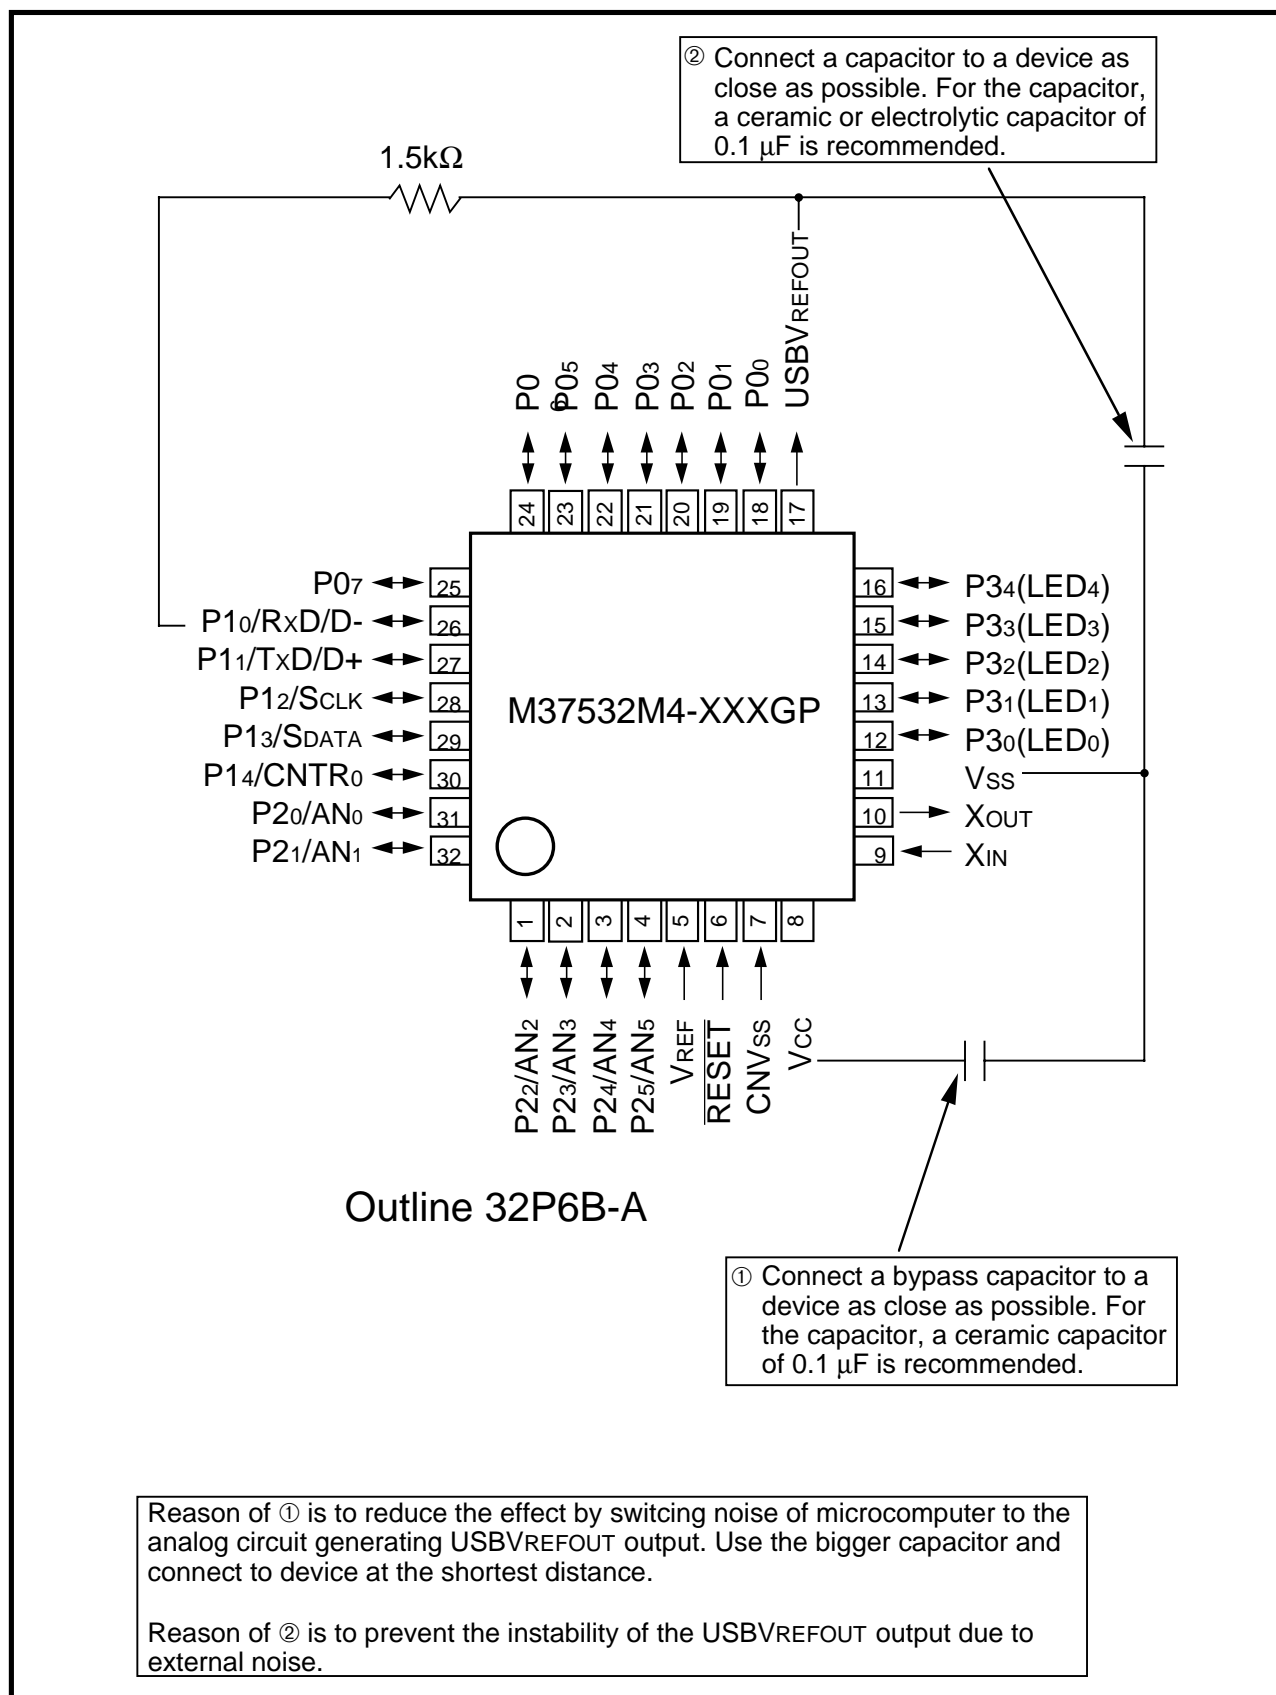 ② Connect a capacitor to a device as
close as possible. For the capacitor,
a ceramic or electrolytic capacitor of
0.1 μF is recommended.
1.5kΩ
P06
P05
P04
P03
P02
P01
P00
USBVREFOUT
24
23
22
21
20
19
18
17
P07
25
P10/RXD/D-
26
P11/TXD/D+
27
P12/SCLK
28
P13/SDATA
29
P14/CNTR0
30
P20/AN0
31
P21/AN1
32
M37532M4-XXXGP
16
P34(LED4)
15
P33(LED3)
14
P32(LED2)
13
P31(LED1)
12
P30(LED0)
11
VSS
10
XOUT
9
XIN
1
2
3
4
5
6
7
8
P22/AN2
P23/AN3
P24/AN4
P25/AN5
VREF
RESET
CNVSS
VCC
Outline 32P6B-A
① Connect a bypass capacitor to a
device as close as possible. For
the capacitor, a ceramic capacitor
of 0.1 μF is recommended.
Reason of ① is to reduce the effect by switcing noise of microcomputer to the
analog circuit generating USBVREFOUT output. Use the bigger capacitor and
connect to device at the shortest distance.
Reason of ② is to prevent the instability of the USBVREFOUT output due to
external noise.